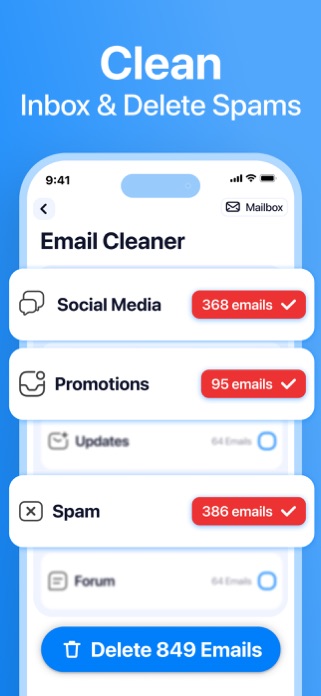 Clean
Inbox & Delete Spams
9:41
Mailbox
Email Cleaner
Social Media 368 emails
Promotions 95 emails
Updates 64 Emails
Spam 386 emails
Forum 64 Emails
Delete 849 Emails